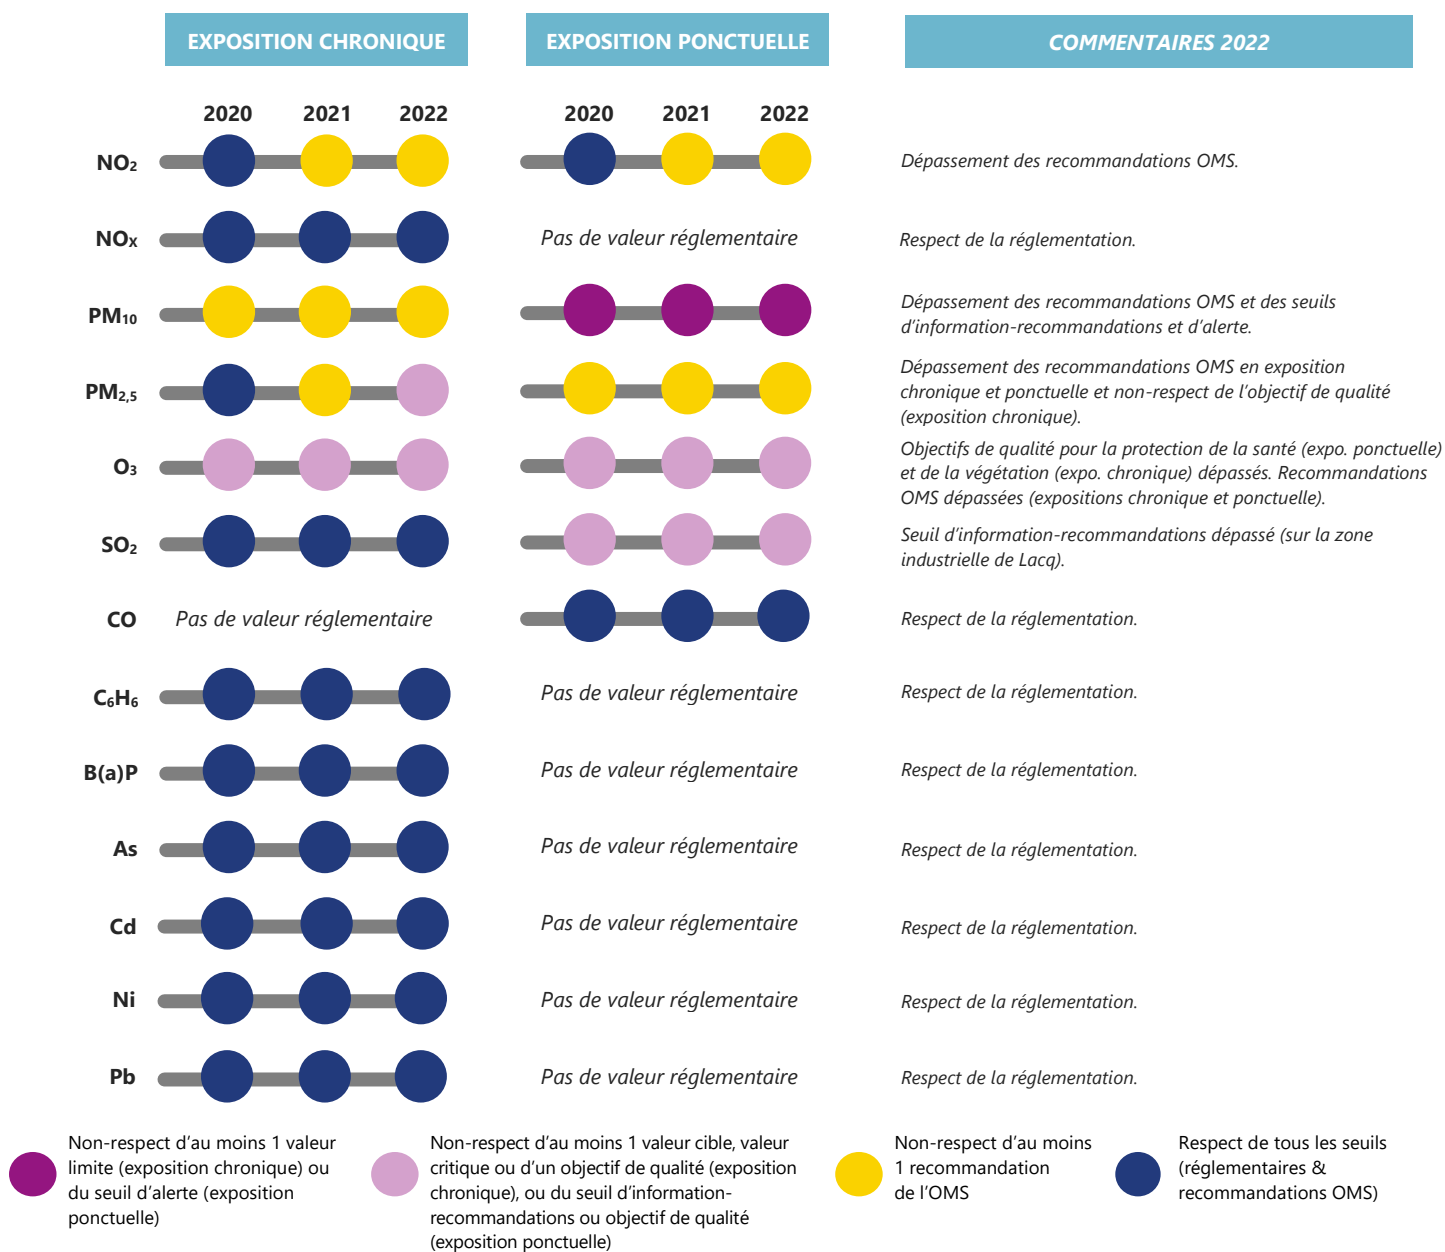 EXPOSITION CHRONIQUE
EXPOSITION PONCTUELLE
COMMENTAIRES 2022
2020 2021 2022
2020 2021 2022
NO₂
Dépassement des recommandations OMS.
NOₓ
Pas de valeur réglementaire
Respect de la réglementation.
PM₁₀
Dépassement des recommandations OMS et des seuils
d’information-recommandations et d’alerte.
PM₂,₅
Dépassement des recommandations OMS en exposition
chronique et ponctuelle et non-respect de l’objectif de qualité
(exposition chronique).
O₃
Objectifs de qualité pour la protection de la santé (expo. ponctuelle)
et de la végétation (expo. chronique) dépassés. Recommandations
OMS dépassées (expositions chronique et ponctuelle).
SO₂
Seuil d’information-recommandations dépassé (sur la zone
industrielle de Lacq).
CO
Pas de valeur réglementaire
Respect de la réglementation.
C₆H₆
Pas de valeur réglementaire
Respect de la réglementation.
B(a)P
Pas de valeur réglementaire
Respect de la réglementation.
As
Pas de valeur réglementaire
Respect de la réglementation.
Cd
Pas de valeur réglementaire
Respect de la réglementation.
Ni
Pas de valeur réglementaire
Respect de la réglementation.
Pb
Pas de valeur réglementaire
Respect de la réglementation.
Non-respect d’au moins 1 valeur
limite (exposition chronique) ou
du seuil d’alerte (exposition
ponctuelle)
Non-respect d’au moins 1 valeur cible, valeur
critique ou d’un objectif de qualité (exposition
chronique), ou du seuil d’information-
recommandations ou objectif de qualité
(exposition ponctuelle)
Non-respect d’au moins
1 recommandation
de l’OMS
Respect de tous les seuils
(réglementaires &
recommandations OMS)